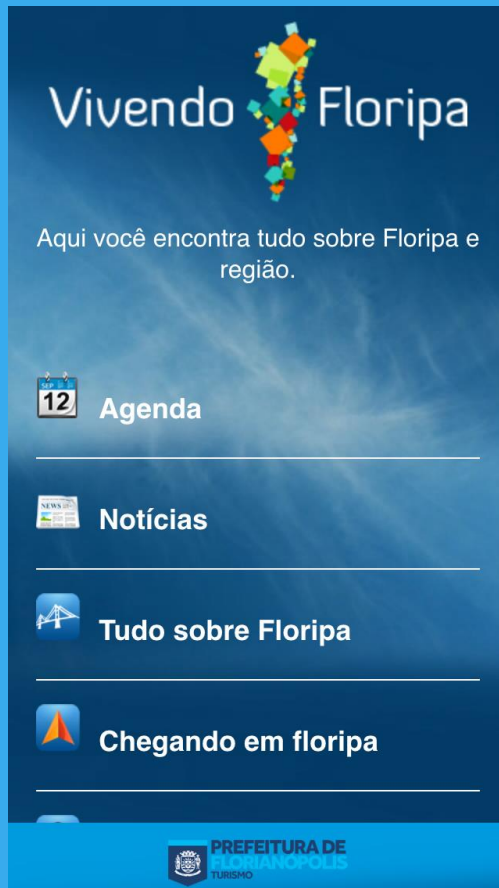 Vivendo Floripa
Aqui você encontra tudo sobre Floripa e
região.
SEP
12
Agenda
NEWS
Notícias
Tudo sobre Floripa
Chegando em floripa
PREFEITURA DE
FLORIANÓPOLIS
TURISMO